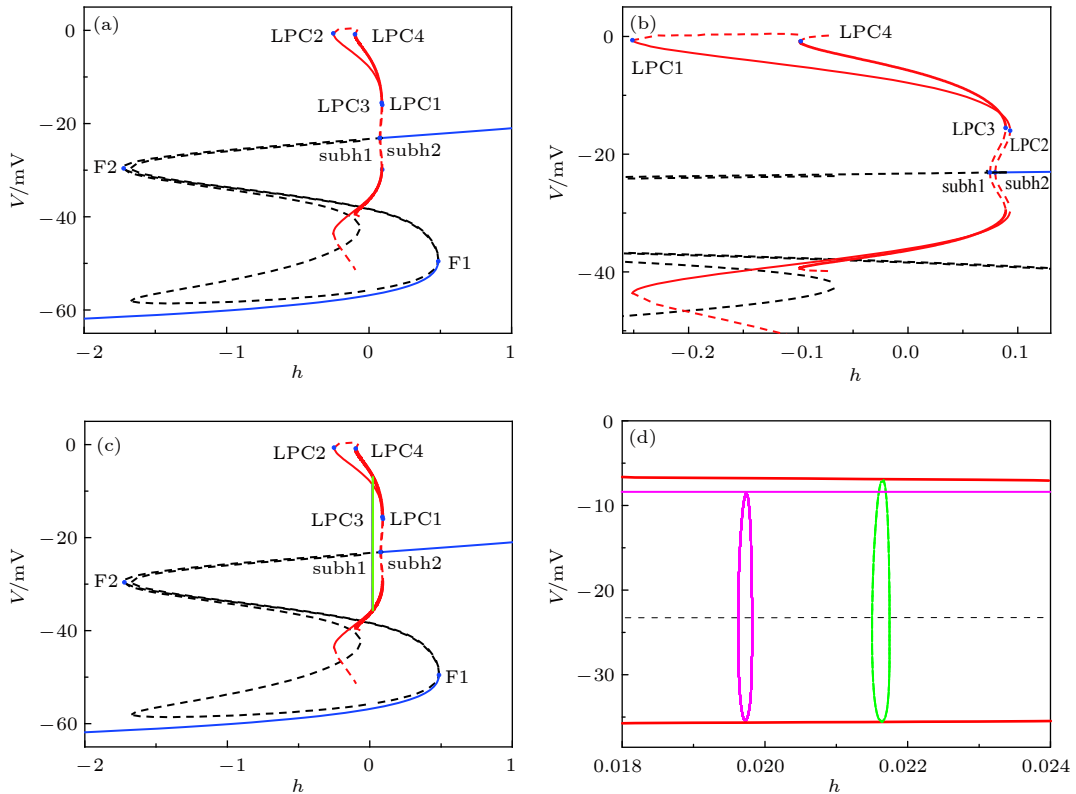 (a)
0
LPC2
LPC4
LPC3
LPC1
−20
subh1
subh2
F2
V/mV
−40
F1
−60
−2
−1
0
1
h
(b)
0
LPC4
LPC1
LPC3
LPC2
−20
subh1
subh2
V/mV
−40
−0.2
−0.1
0.0
0.1
h
(c)
0
LPC2
LPC4
LPC3
LPC1
−20
subh1
subh2
F2
V/mV
−40
F1
−60
−2
−1
0
1
h
(d)
0
−10
V/mV
−20
−30
0.018
0.020
0.022
0.024
h